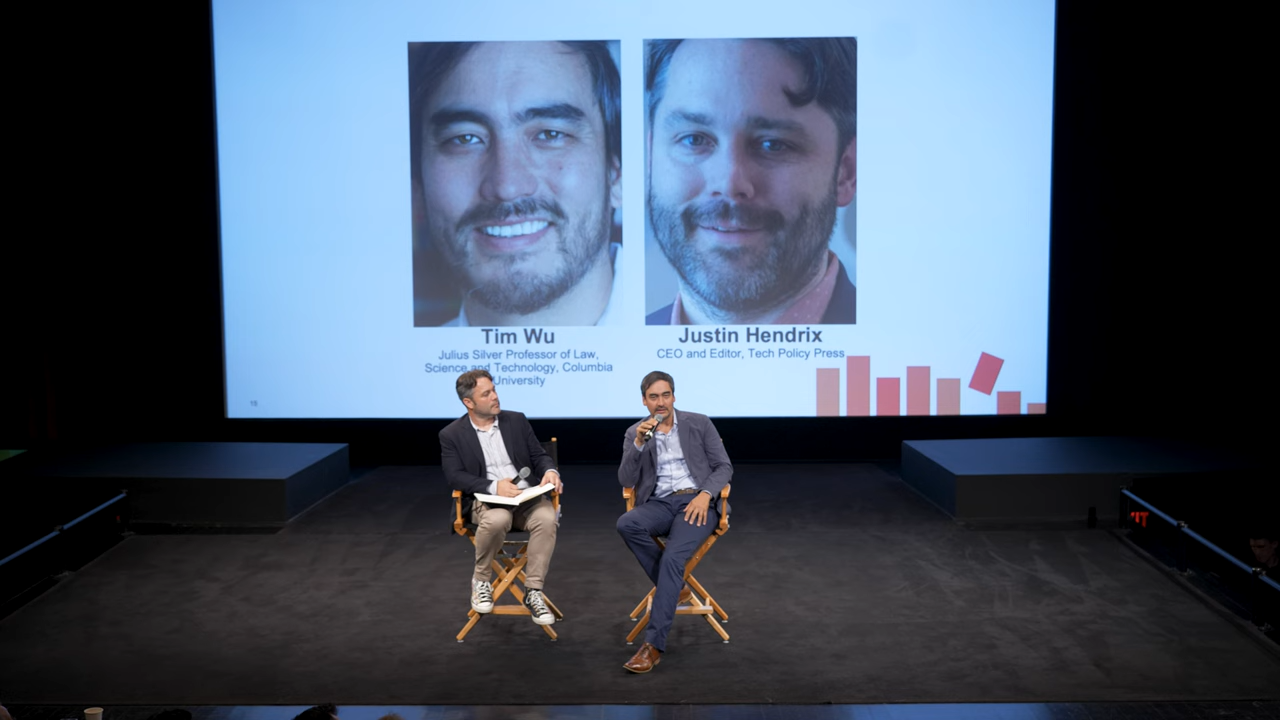 Tim Wu
Julius Silver Professor of Law,
Science and Technology, Columbia
University
Justin Hendrix
CEO and Editor, Tech Policy Press
15